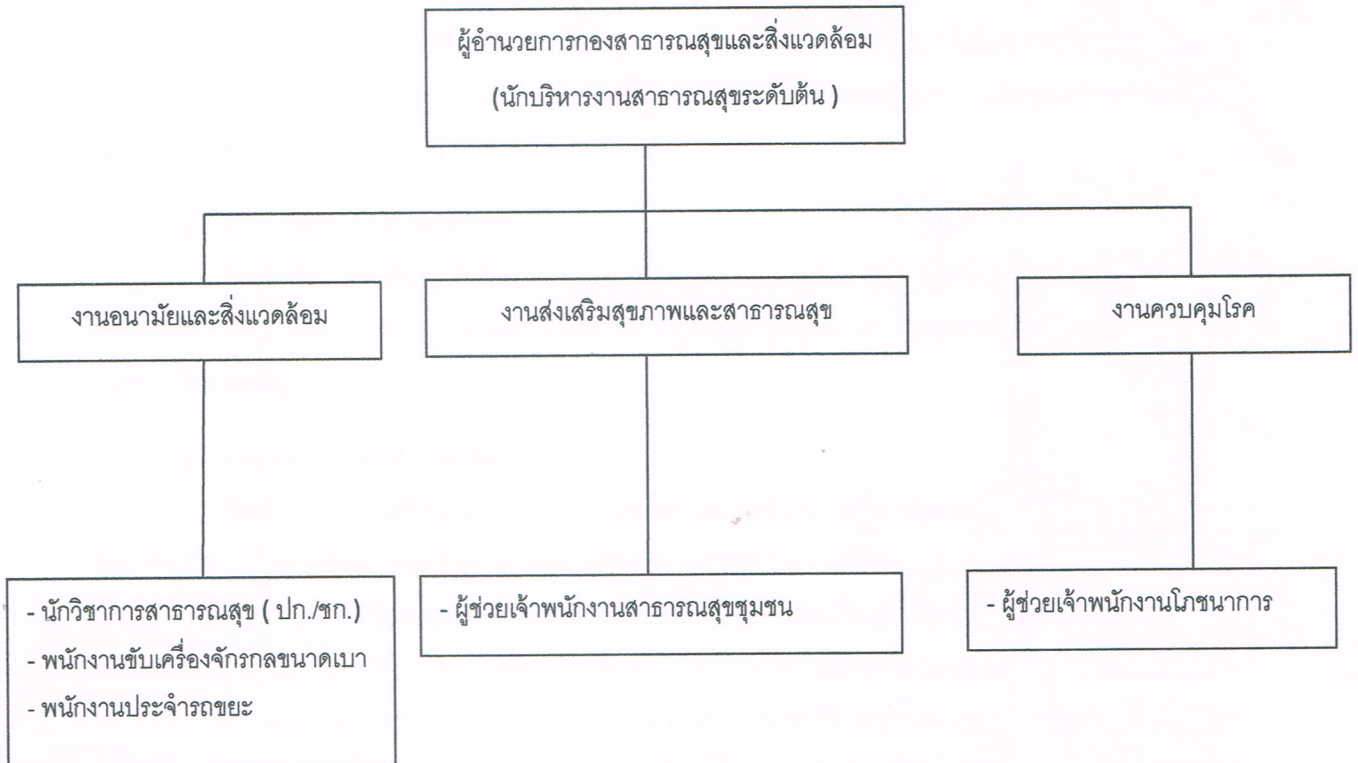 ผู้อำนวยการกองสาธารณสุขและสิ่งแวดล้อม
(นักบริหารงานสาธารณสุขระดับต้น )
งานอนามัยและสิ่งแวดล้อม
งานส่งเสริมสุขภาพและสาธารณสุข
งานควบคุมโรค
- นักวิชาการสาธารณสุข ( ปก./ชก.)
- พนักงานขับเครื่องจักรกลขนาดเบา
- พนักงานประจำรถขยะ
- ผู้ช่วยเจ้าพนักงานสาธารณสุขชุมชน
- ผู้ช่วยเจ้าพนักงานโภชนาการ